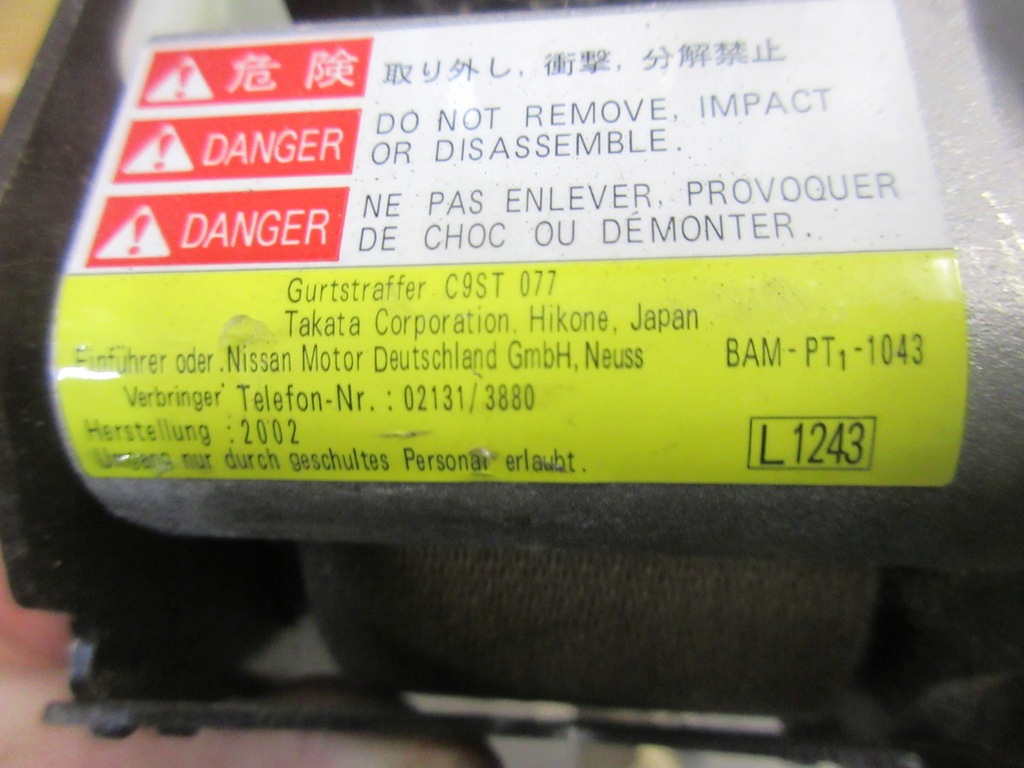 危険 取り外し, 衝撃, 分解禁止
DANGER DO NOT REMOVE, IMPACT
OR DISASSEMBLE.
DANGER NE PAS ENLEVER, PROVOQUER
DE CHOC OU DÉMONTER.
Gurtstraffer C9ST 077
Takata Corporation. Hikone, Japan
Einführer oder Nissan Motor Deutschland GmbH, Neuss BAM-PT1-1043
Verbringer Telefon-Nr. : 02131/3880
Herstellung : 2002
Umgang nur durch geschultes Personal erlaubt.
L1243